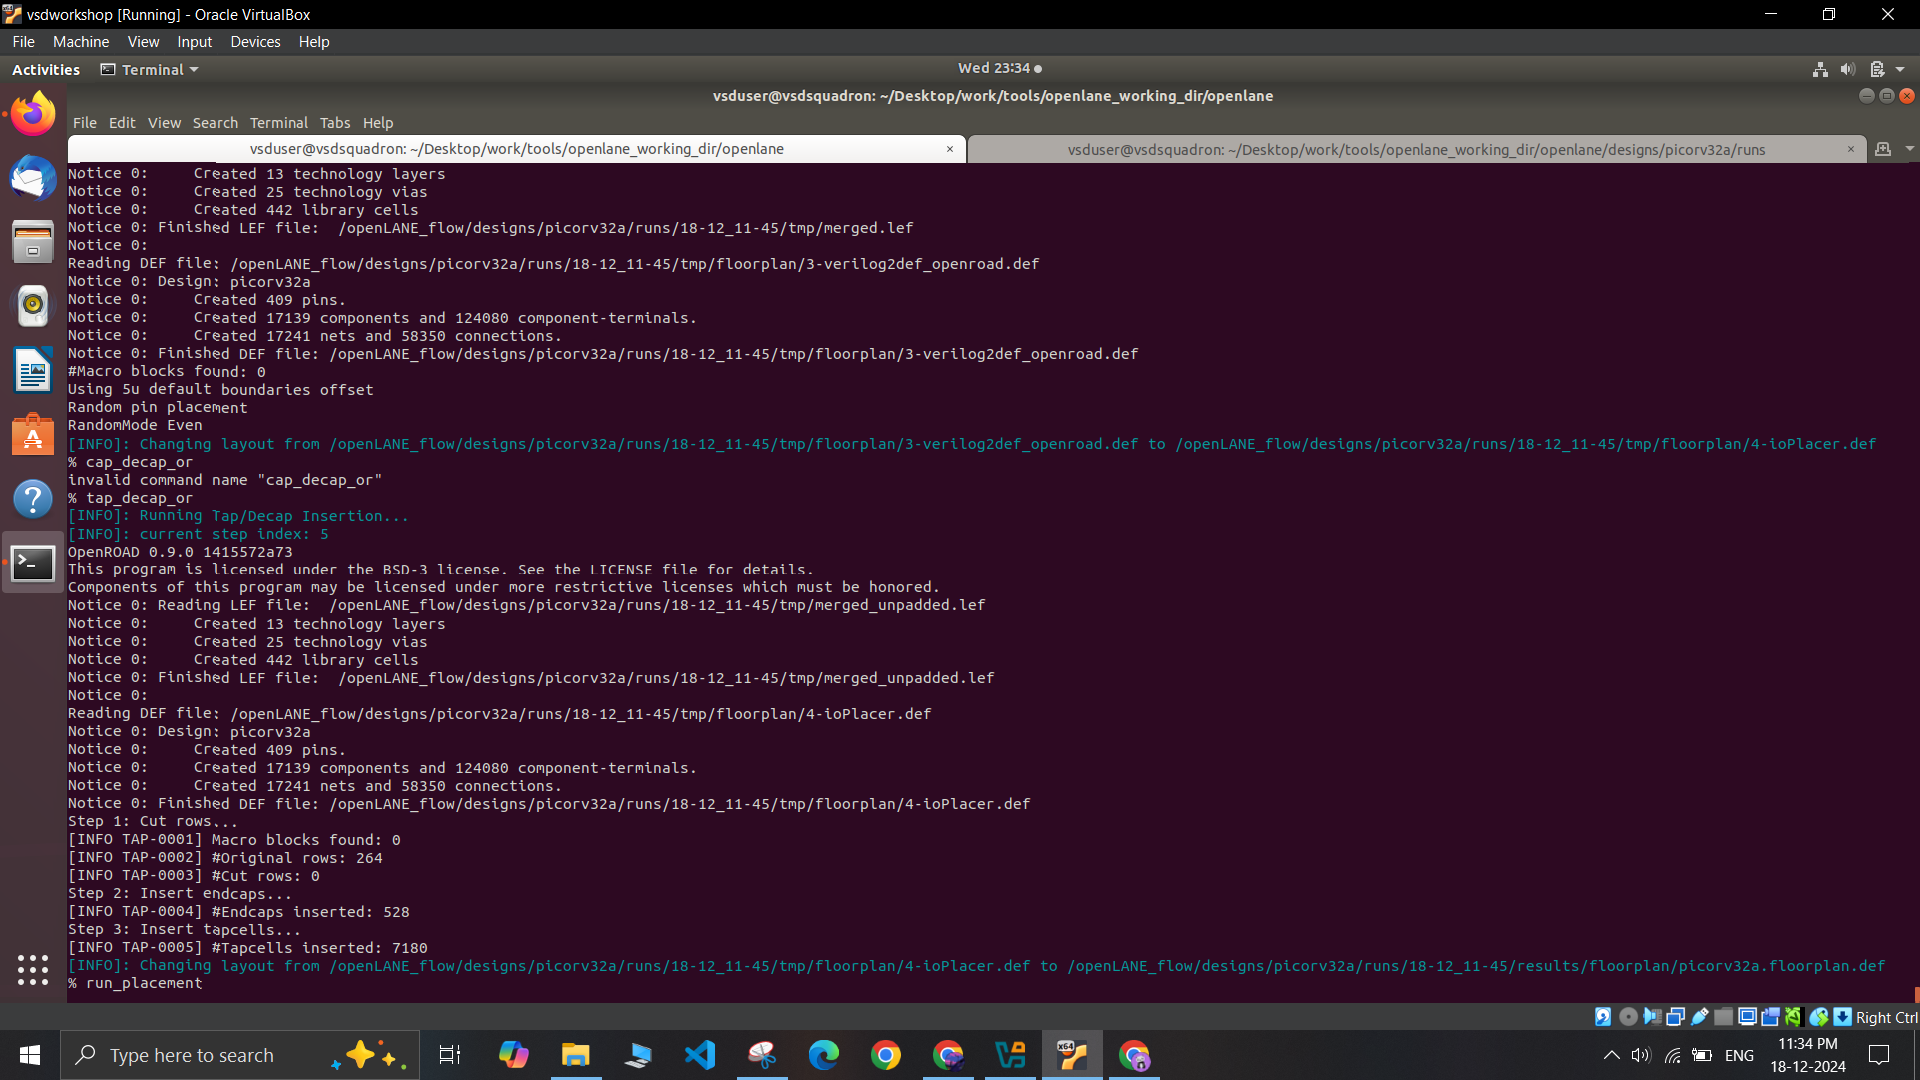 vsdworkshop [Running] - Oracle VirtualBox
File Machine View Input Devices Help
Activities Terminal Wed 23:34
vsduser@vsdsquadron: ~/Desktop/work/tools/openlane_working_dir/openlane
File Edit View Search Terminal Tabs Help
vsduser@vsdsquadron: ~/Desktop/work/tools/openlane_working_dir/openlane × vsduser@vsdsquadron: ~/Desktop/work/tools/openlane_working_dir/openlane/designs/picorv32a/runs ×
Notice 0:     Created 13 technology layers
Notice 0:     Created 25 technology vias
Notice 0:     Created 442 library cells
Notice 0: Finished LEF file:  /openLANE_flow/designs/picorv32a/runs/18-12_11-45/tmp/merged.lef
Notice 0:
Reading DEF file: /openLANE_flow/designs/picorv32a/runs/18-12_11-45/tmp/floorplan/3-verilog2def_openroad.def
Notice 0: Design: picorv32a
Notice 0:     Created 409 pins.
Notice 0:     Created 17139 components and 124080 component-terminals.
Notice 0:     Created 17241 nets and 58350 connections.
Notice 0: Finished DEF file: /openLANE_flow/designs/picorv32a/runs/18-12_11-45/tmp/floorplan/3-verilog2def_openroad.def
#Macro blocks found: 0
Using 5u default boundaries offset
Random pin placement
RandomMode Even
[INFO]: Changing layout from /openLANE_flow/designs/picorv32a/runs/18-12_11-45/tmp/floorplan/3-verilog2def_openroad.def to /openLANE_flow/designs/picorv32a/runs/18-12_11-45/tmp/floorplan/4-ioPlacer.def
% cap_decap_or
invalid command name "cap_decap_or"
% tap_decap_or
[INFO]: Running Tap/Decap Insertion...
[INFO]: current step index: 5
OpenROAD 0.9.0 1415572a73
This program is licensed under the BSD-3 license. See the LICENSE file for details.
Components of this program may be licensed under more restrictive licenses which must be honored.
Notice 0: Reading LEF file:  /openLANE_flow/designs/picorv32a/runs/18-12_11-45/tmp/merged_unpadded.lef
Notice 0:     Created 13 technology layers
Notice 0:     Created 25 technology vias
Notice 0:     Created 442 library cells
Notice 0: Finished LEF file:  /openLANE_flow/designs/picorv32a/runs/18-12_11-45/tmp/merged_unpadded.lef
Notice 0:
Reading DEF file: /openLANE_flow/designs/picorv32a/runs/18-12_11-45/tmp/floorplan/4-ioPlacer.def
Notice 0: Design: picorv32a
Notice 0:     Created 409 pins.
Notice 0:     Created 17139 components and 124080 component-terminals.
Notice 0:     Created 17241 nets and 58350 connections.
Notice 0: Finished DEF file: /openLANE_flow/designs/picorv32a/runs/18-12_11-45/tmp/floorplan/4-ioPlacer.def
Step 1: Cut rows...
[INFO TAP-0001] Macro blocks found: 0
[INFO TAP-0002] #Original rows: 264
[INFO TAP-0003] #Cut rows: 0
Step 2: Insert endcaps...
[INFO TAP-0004] #Endcaps inserted: 528
Step 3: Insert tapcells...
[INFO TAP-0005] #Tapcells inserted: 7180
[INFO]: Changing layout from /openLANE_flow/designs/picorv32a/runs/18-12_11-45/tmp/floorplan/4-ioPlacer.def to /openLANE_flow/designs/picorv32a/runs/18-12_11-45/results/floorplan/picorv32a.floorplan.def
% run_placement
Right Ctrl
Type here to search
x64
ENG
11:34 PM
18-12-2024